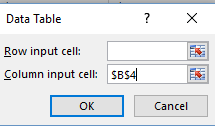 Data Table
?
Row input cell:
Column input cell: $B$4
OK Cancel